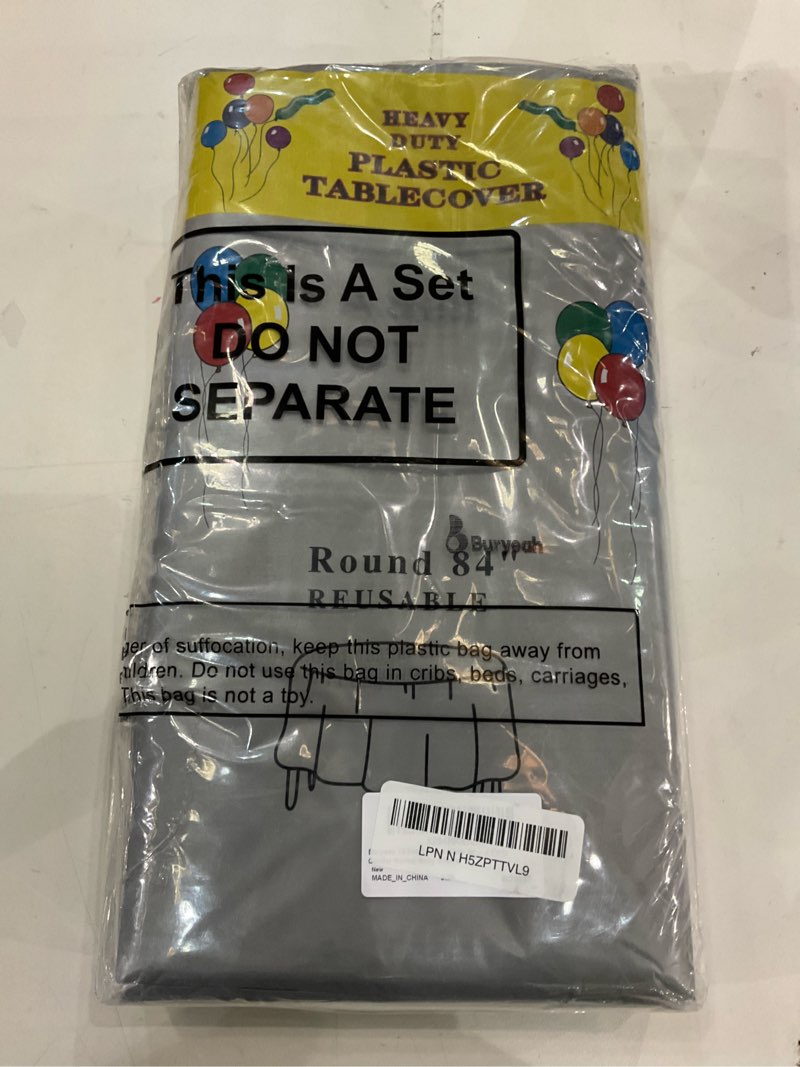 HEAVY
DUTY
PLASTIC
TABLECOVER
This Is A Set
DO NOT
SEPARATE
Buryeah
Round 84"
REUSABLE
ger of suffocation, keep this plastic bag away from
hildren. Do not use this bag in cribs, beds, carriages,
This bag is not a toy.
LPN N H5ZPTTVL9
New
MADE_IN_CHINA